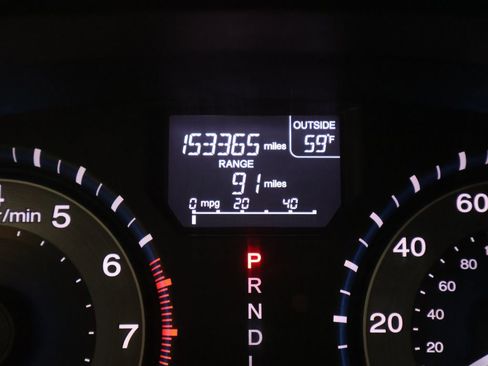 OUTSIDE
153365 miles 59°F
RANGE
91 miles
0 mpg 20 40
r/min 5 6 7
P
R
N
D
L
20 40 60
20 40 60 80